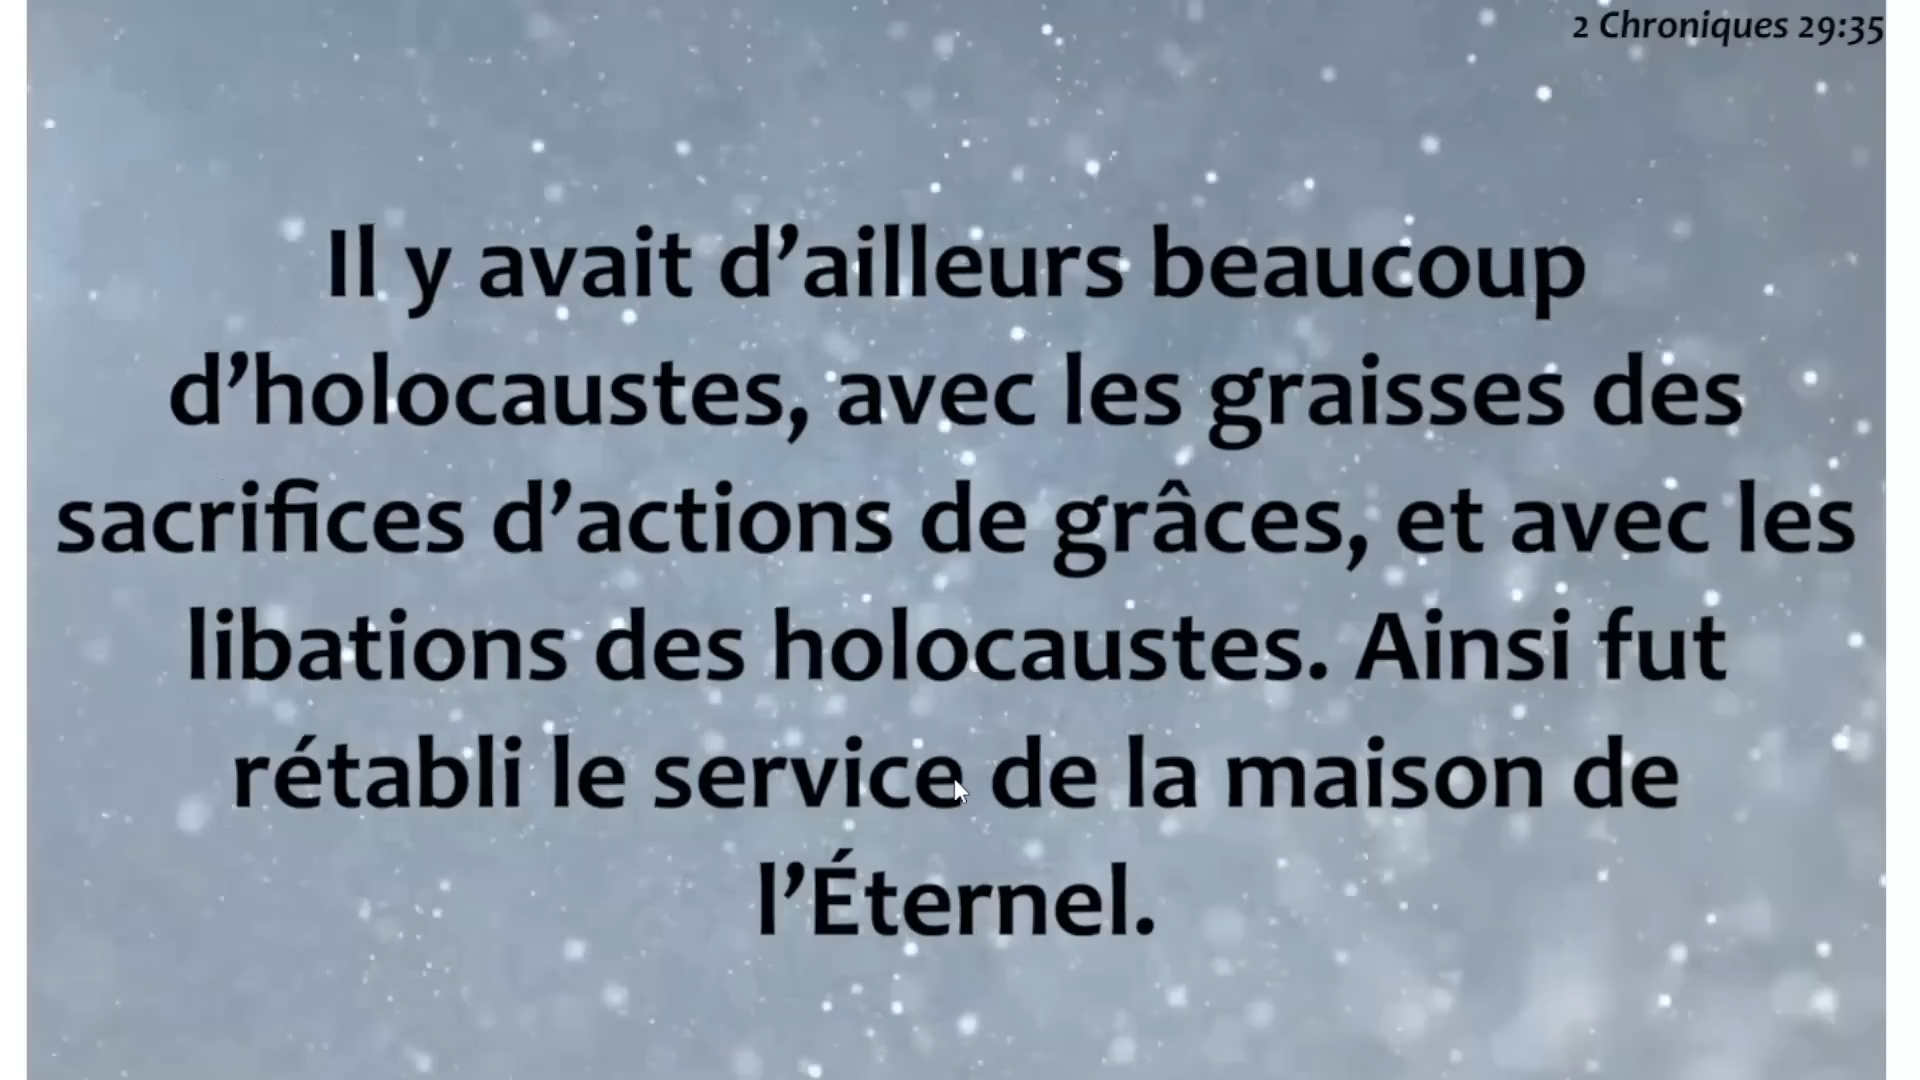 2 Chroniques 29:35
Il y avait d’ailleurs beaucoup
d’holocaustes, avec les graisses des
sacrifices d’actions de grâces, et avec les
libations des holocaustes. Ainsi fut
rétabli le service de la maison de
l’Éternel.